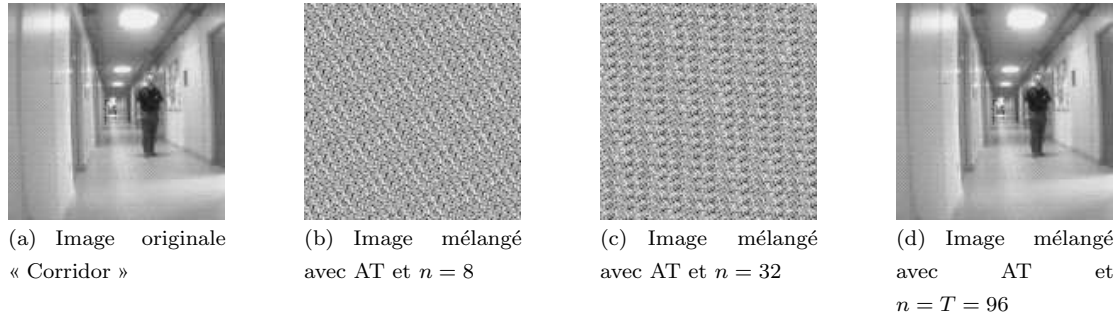 (a) Image originale
« Corridor »
(b) Image mélangé
avec AT et n = 8
(c) Image mélangé
avec AT et n = 32
(d) Image mélangé
avec AT et
n = T = 96